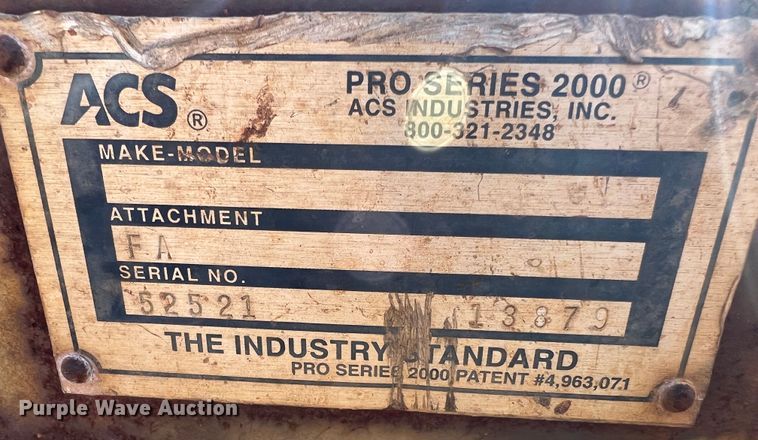 ACS ®
PRO SERIES 2000 ®
ACS INDUSTRIES, INC.
800-321-2348
MAKE-MODEL
ATTACHMENT
FA
SERIAL NO.
52521 13879
THE INDUSTRY STANDARD
PRO SERIES 2000 PATENT #4,963,071
Purple Wave Auction